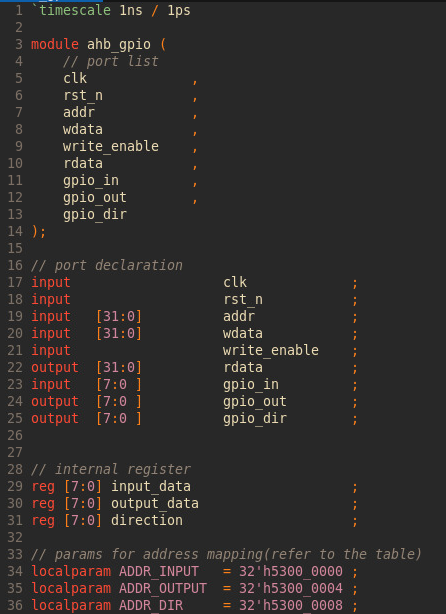 1 `timescale 1ns / 1ps
2
3 module ahb_gpio (
4     // port list
5     clk             ,
6     rst_n           ,
7     addr            ,
8     wdata           ,
9     write_enable    ,
10     rdata           ,
11     gpio_in         ,
12     gpio_out        ,
13     gpio_dir
14 );
15
16 // port declaration
17 input                   clk             ;
18 input                   rst_n           ;
19 input   [31:0]          addr            ;
20 input   [31:0]          wdata           ;
21 input                   write_enable    ;
22 output  [31:0]          rdata           ;
23 input   [7:0 ]          gpio_in         ;
24 output  [7:0 ]          gpio_out        ;
25 output  [7:0 ]          gpio_dir        ;
26
27
28 // internal register
29 reg [7:0] input_data                    ;
30 reg [7:0] output_data                   ;
31 reg [7:0] direction                     ;
32
33 // params for address mapping(refer to the table)
34 localparam ADDR_INPUT   = 32'h5300_0000 ;
35 localparam ADDR_OUTPUT  = 32'h5300_0004 ;
36 localparam ADDR_DIR     = 32'h5300_0008 ;